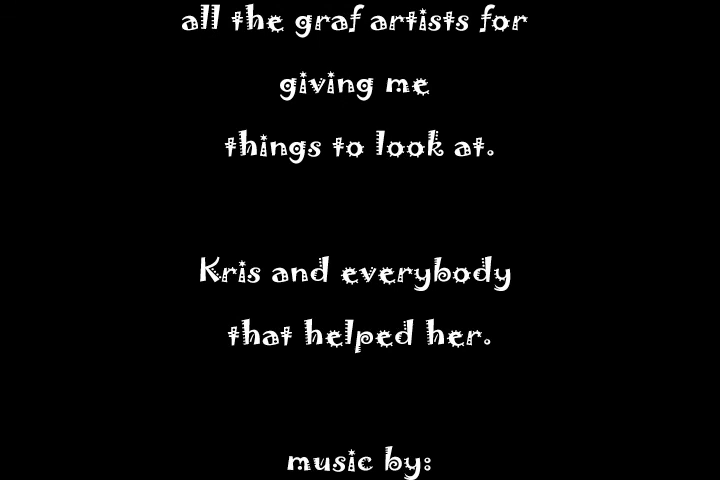 all the graf artists for
giving me
things to look at.
Kris and everybody
that helped her.
music by: